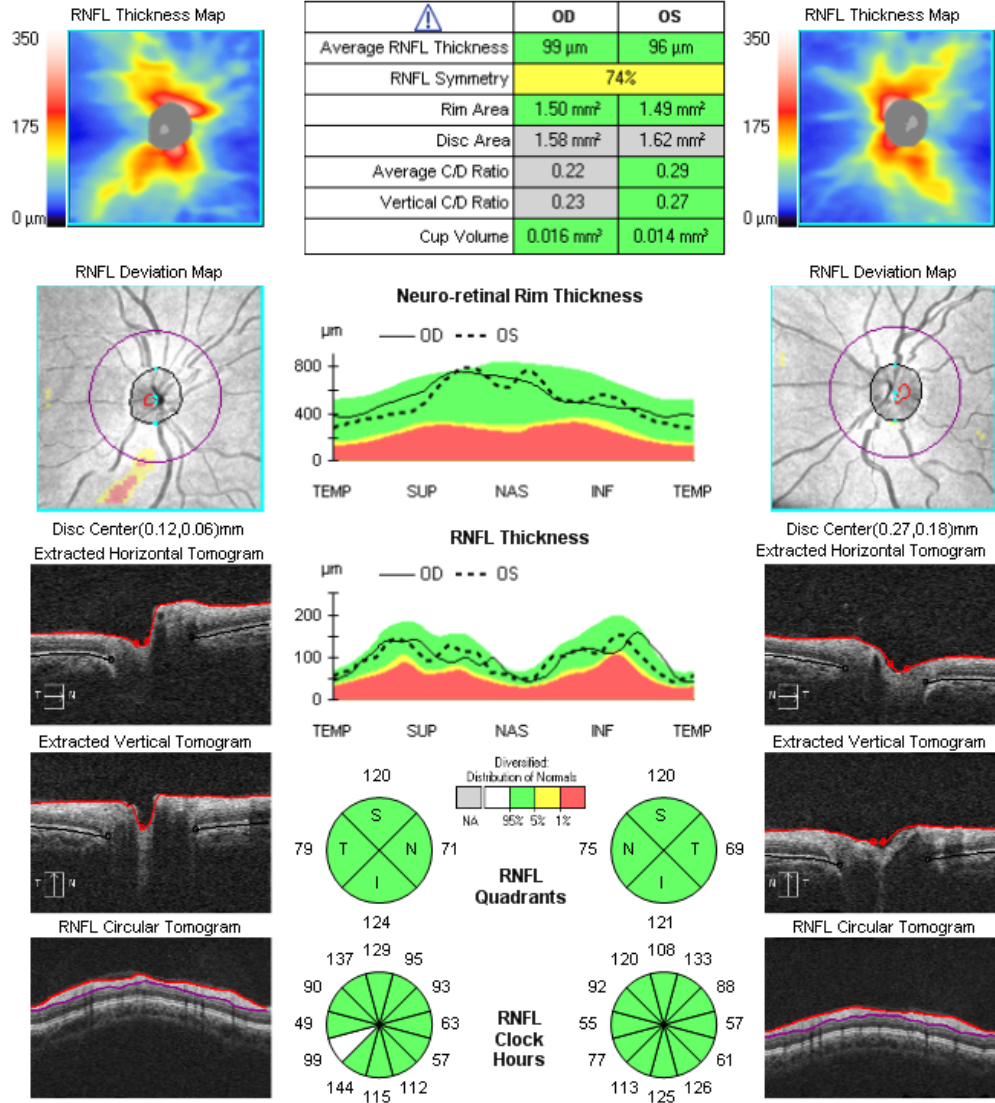 RNFL Thickness Map
350
175
0 µm
OD OS
Average RNFL Thickness 99 µm 96 µm
RNFL Symmetry 74%
Rim Area 1.50 mm² 1.49 mm²
Disc Area 1.58 mm² 1.62 mm²
Average C/D Ratio 0.22 0.29
Vertical C/D Ratio 0.23 0.27
Cup Volume 0.016 mm³ 0.014 mm³
RNFL Thickness Map
350
175
0 µm
RNFL Deviation Map
Disc Center(0.12,0.06)mm
Extracted Horizontal Tomogram
T N
Extracted Vertical Tomogram
I N
RNFL Circular Tomogram
Neuro-retinal Rim Thickness
µm OD OS
800
400
0
TEMP SUP NAS INF TEMP
RNFL Thickness
µm OD OS
200
100
0
TEMP SUP NAS INF TEMP
Diversified:
Distribution of Normals
NA 95% 5% 1%
120
S
79 T N 71
I
124
RNFL
Quadrants
120
S
75 N T 69
I
121
129
137 95
90 93
49 63
99 57
144 112
115
RNFL
Clock
Hours
108
120 133
92 88
55 57
77 61
113 126
125
RNFL Deviation Map
Disc Center(0.27,0.18)mm
Extracted Horizontal Tomogram
T N
Extracted Vertical Tomogram
I N
RNFL Circular Tomogram